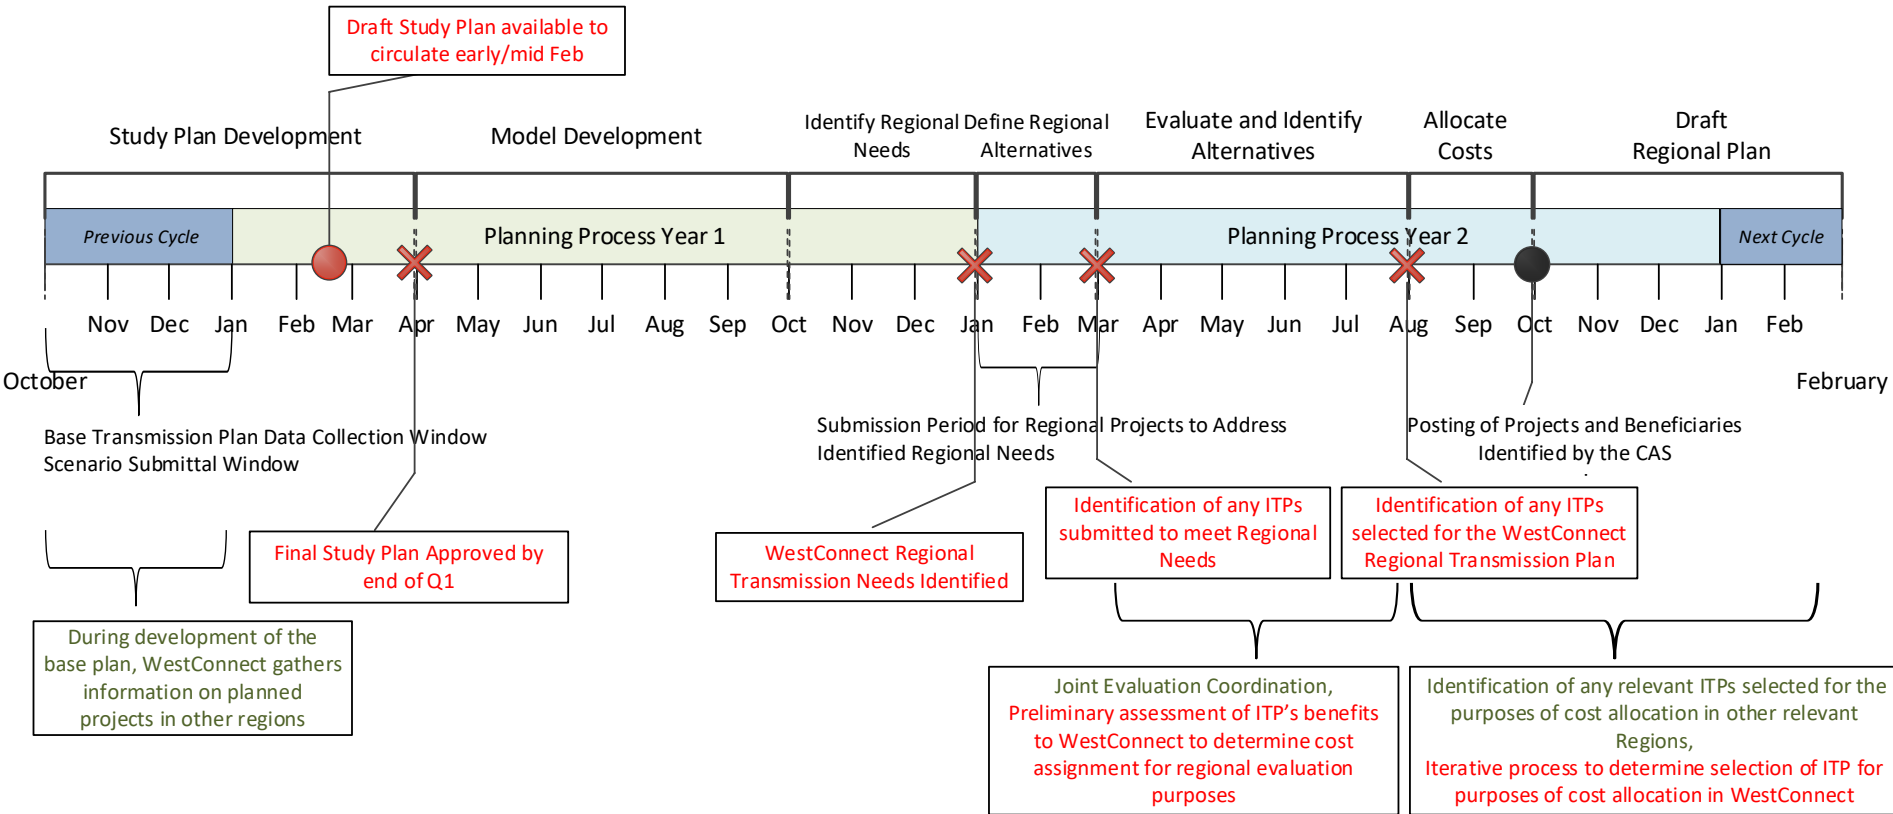 Draft Study Plan available to
circulate early/mid Feb
Study Plan Development
Model Development
Identify Regional
Needs
Define Regional
Alternatives
Evaluate and Identify
Alternatives
Allocate
Costs
Draft
Regional Plan
Previous Cycle
Planning Process Year 1
Planning Process Year 2
Next Cycle
Nov Dec Jan Feb Mar Apr May Jun Jul Aug Sep Oct Nov Dec Jan Feb Mar Apr May Jun Jul Aug Sep Oct Nov Dec Jan Feb
October
February
Base Transmission Plan Data Collection Window
Scenario Submittal Window
Submission Period for Regional Projects to Address
Identified Regional Needs
Posting of Projects and Beneficiaries
Identified by the CAS
Final Study Plan Approved by
end of Q1
WestConnect Regional
Transmission Needs Identified
Identification of any ITPs
submitted to meet Regional
Needs
Identification of any ITPs
selected for the WestConnect
Regional Transmission Plan
During development of the
base plan, WestConnect gathers
information on planned
projects in other regions
Joint Evaluation Coordination,
Preliminary assessment of ITP's benefits
to WestConnect to determine cost
assignment for regional evaluation
purposes
Identification of any relevant ITPs selected for the
purposes of cost allocation in other relevant
Regions,
Iterative process to determine selection of ITP for
purposes of cost allocation in WestConnect